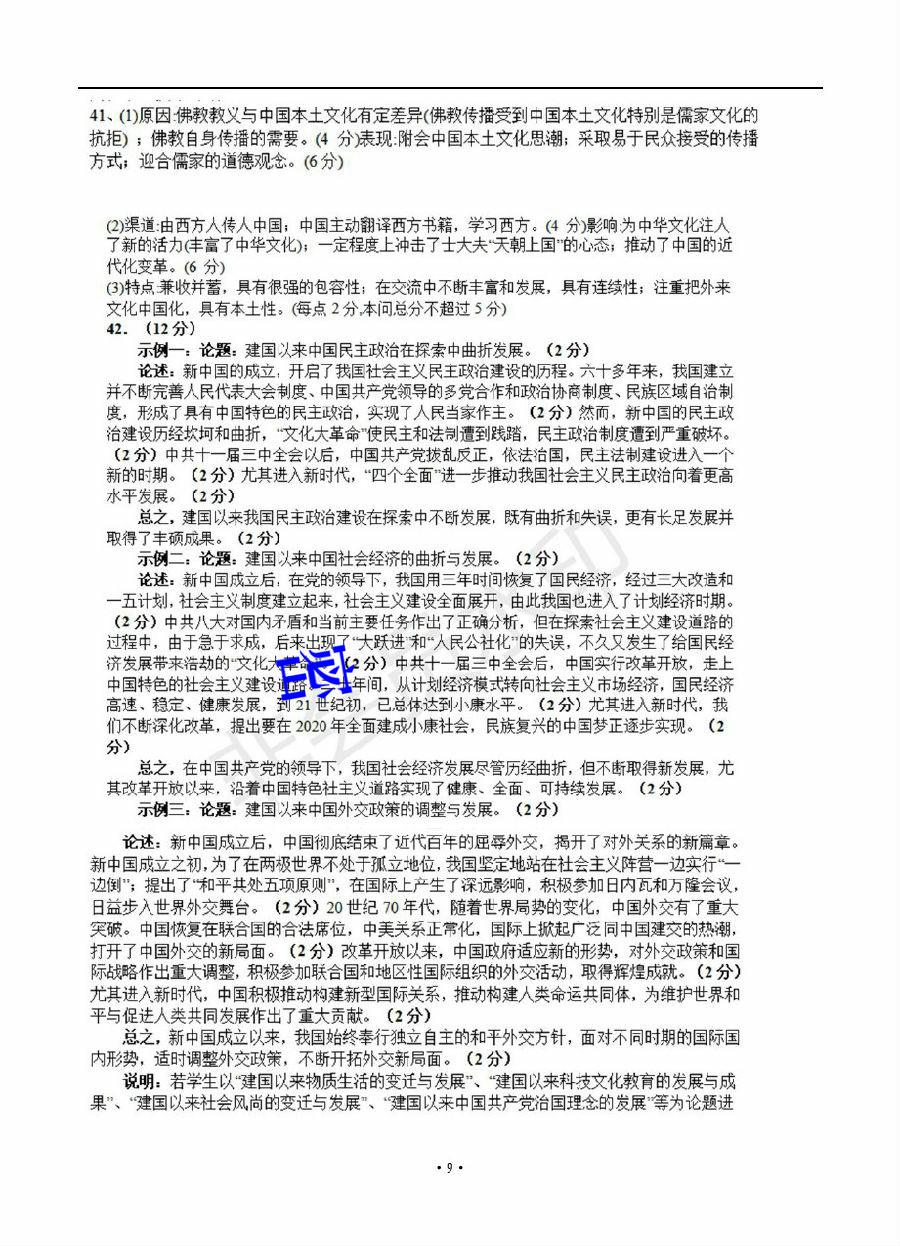 41、(1)原因:佛教教义与中国本土文化有定差异(佛教传播受到中国本土文化特别是儒家文化的
抗拒)；佛教自身传播的需要。(4 分)表现:附会中国本土文化思潮；采取易于民众接受的传播
方式；迎合儒家的道德观念。(6分)
(2)渠道:由西方人传人中国；中国主动翻译西方书籍，学习西方。(4 分)影响:为中华文化注人
了新的活力(丰富了中华文化)；一定程度上冲击了士大夫“天朝上国”的心态；推动了中国的近
代化变革。(6 分)
(3)特点:兼收并蓄，具有很强的包容性；在交流中不断丰富和发展，具有连续性；注重把外来
文化中国化，具有本土性。(每点 2 分,本问总分不超过 5 分)
42．（12 分）
示例一：论题：建国以来中国民主政治在探索中曲折发展。（2 分）
论述：新中国的成立，开启了我国社会主义民主政治建设的历程。六十多年来，我国建立
并不断完善人民代表大会制度、中国共产党领导的多党合作和政治协商制度、民族区域自治制
度，形成了具有中国特色的民主政治，实现了人民当家作主。（2 分）然而，新中国的民主政
治建设历经坎坷和曲折，“文化大革命”使民主和法制遭到践踏，民主政治制度遭到严重破坏。
（2 分）中共十一届三中全会以后，中国共产党拨乱反正，依法治国，民主法制建设进入一个
新的时期。（2 分）尤其进入新时代，“四个全面”进一步推动我国社会主义民主政治向着更高
水平发展。（2 分）
总之，建国以来我国民主政治建设在探索中不断发展，既有曲折和失误，更有长足发展并
取得了丰硕成果。（2 分）
示例二：论题：建国以来中国社会经济的曲折与发展。（2 分）
论述：新中国成立后，在党的领导下，我国用三年时间恢复了国民经济，经过三大改造和
一五计划，社会主义制度建立起来，社会主义建设全面展开，由此我国也进入了计划经济时期。
（2 分）中共八大对国内矛盾和当前主要任务作出了正确分析，但在探索社会主义建设道路的
过程中，由于急于求成，后来出现了“大跃进”和“人民公社化”的失误，不久又发生了给国民经
济发展带来浩劫的“文化大革命”。（2 分）中共十一届三中全会后，中国实行改革开放，走上
中国特色的社会主义建设道路。十年间，从计划经济模式转向社会主义市场经济，国民经济
高速、稳定、健康发展，到 21 世纪初，已总体达到小康水平。（2 分）尤其进入新时代，我
们不断深化改革，提出要在 2020 年全面建成小康社会，民族复兴的中国梦正逐步实现。（2
分）
总之，在中国共产党的领导下，我国社会经济发展尽管历经曲折，但不断取得新发展，尤
其改革开放以来，沿着中国特色社主义道路实现了健康、全面、可持续发展。（2 分）
示例三：论题：建国以来中国外交政策的调整与发展。（2 分）
论述：新中国成立后，中国彻底结束了近代百年的屈辱外交，揭开了对外关系的新篇章。
新中国成立之初，为了在两极世界不处于孤立地位，我国坚定地站在社会主义阵营一边实行“一
边倒”；提出了“和平共处五项原则”，在国际上产生了深远影响，积极参加日内瓦和万隆会议，
日益步入世界外交舞台。（2 分）20 世纪 70 年代，随着世界局势的变化，中国外交有了重大
突破。中国恢复在联合国的合法席位，中美关系正常化，国际上掀起广泛同中国建交的热潮，
打开了中国外交的新局面。（2 分）改革开放以来，中国政府适应新的形势，对外交政策和国
际战略作出重大调整，积极参加联合国和地区性国际组织的外交活动，取得辉煌成就。（2 分）
尤其进入新时代，中国积极推动构建新型国际关系，推动构建人类命运共同体，为维护世界和
平与促进人类共同发展作出了重大贡献。（2 分）
总之，新中国成立以来，我国始终奉行独立自主的和平外交方针，面对不同时期的国际国
内形势，适时调整外交政策，不断开拓外交新局面。（2 分）
说明：若学生以“建国以来物质生活的变迁与发展”、“建国以来科技文化教育的发展与成
果”、“建国以来社会风尚的变迁与发展”、“建国以来中国共产党治国理念的发展”等为论题进
·9·